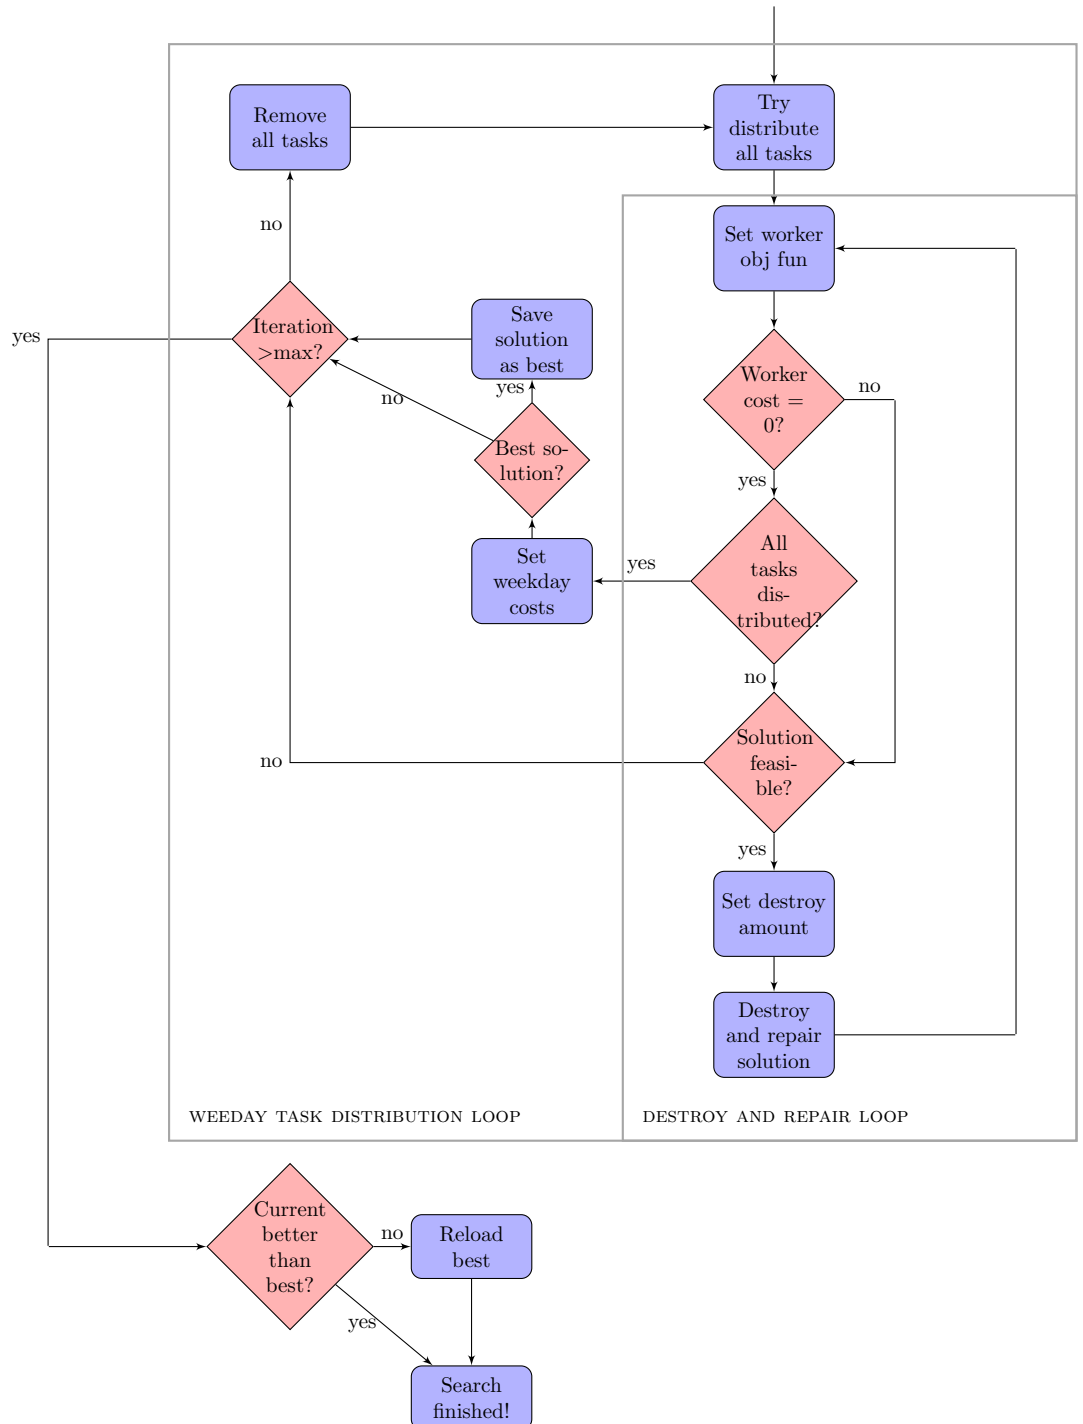 Remove
all tasks
Try
distribute
all tasks
no
Set worker
obj fun
yes
Iteration
>max?
Save
solution
as best
Worker
cost =
0?
no
no
yes
Best so-
lution?
yes
All
tasks
dis-
tributed?
Set
weekday
costs
yes
no
no
Solution
feasi-
ble?
yes
Set destroy
amount
Destroy
and repair
solution
WEEDAY TASK DISTRIBUTION LOOP
DESTROY AND REPAIR LOOP
Current
better
than
best?
no
Reload
best
yes
Search
finished!